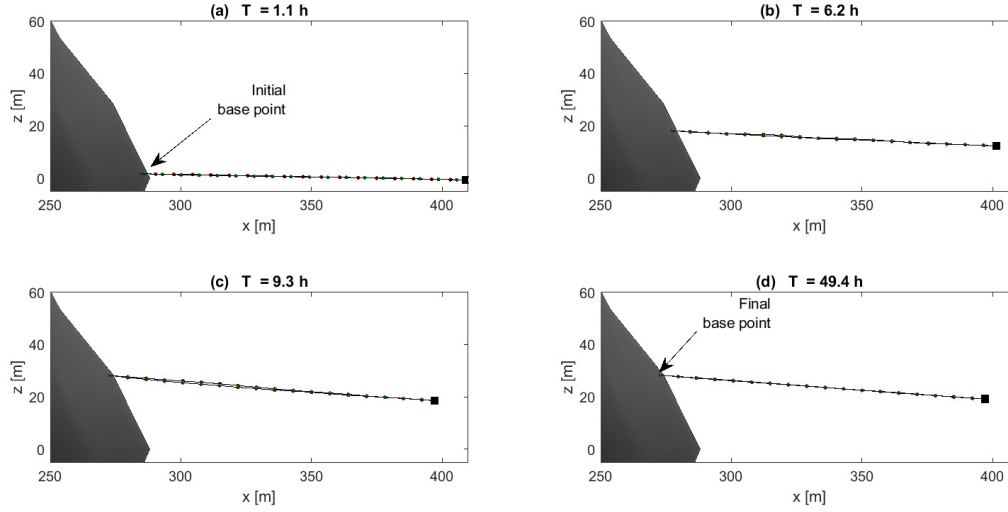 (a) T = 1.1 h
60
40
20
0
z [m]
Initial
base point
250 300 350 400
x [m]
(b) T = 6.2 h
60
40
20
0
z [m]
250 300 350 400
x [m]
(c) T = 9.3 h
60
40
20
0
z [m]
250 300 350 400
x [m]
(d) T = 49.4 h
60
40
20
0
z [m]
Final
base point
250 300 350 400
x [m]